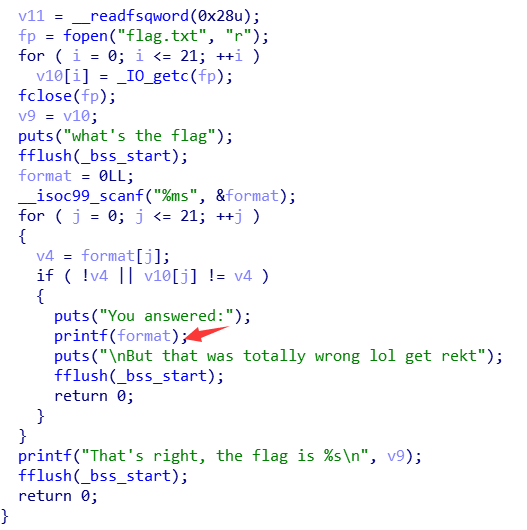 v11 = __readfsqword(0x28u);
fp = fopen("flag.txt", "r");
for ( i = 0; i <= 21; ++i )
v10[i] = _IO_getc(fp);
fclose(fp);
v9 = v10;
puts("what's the flag");
fflush(_bss_start);
format = 0LL;
__isoc99_scanf("%ms", &format);
for ( j = 0; j <= 21; ++j )
{
v4 = format[j];
if ( !v4 || v10[j] != v4 )
{
puts("You answered:");
printf(format);
puts("\nBut that was totally wrong lol get rekt");
fflush(_bss_start);
return 0;
}
}
printf("That's right, the flag is %s\n", v9);
fflush(_bss_start);
return 0;
}